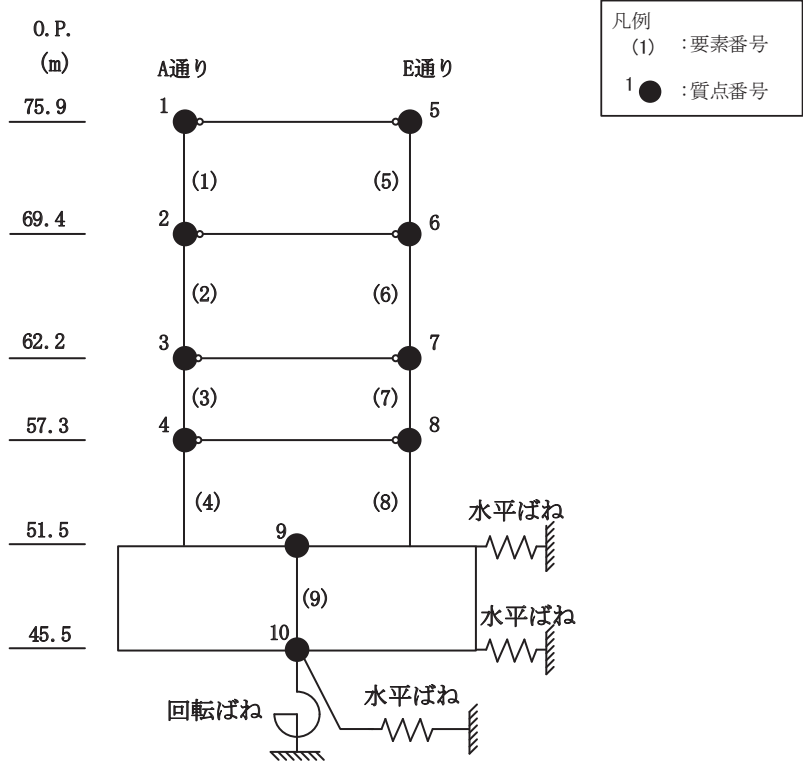 O.P.
(m)
A通り
E通り
凡例
(1) :要素番号
1 :質点番号
75.9
1
5
(1)
(5)
69.4
2
6
(2)
(6)
62.2
3
7
(3)
(7)
57.3
4
8
(4)
(8)
51.5
9
水平ばね
(9)
45.5
10
水平ばね
回転ばね
水平ばね